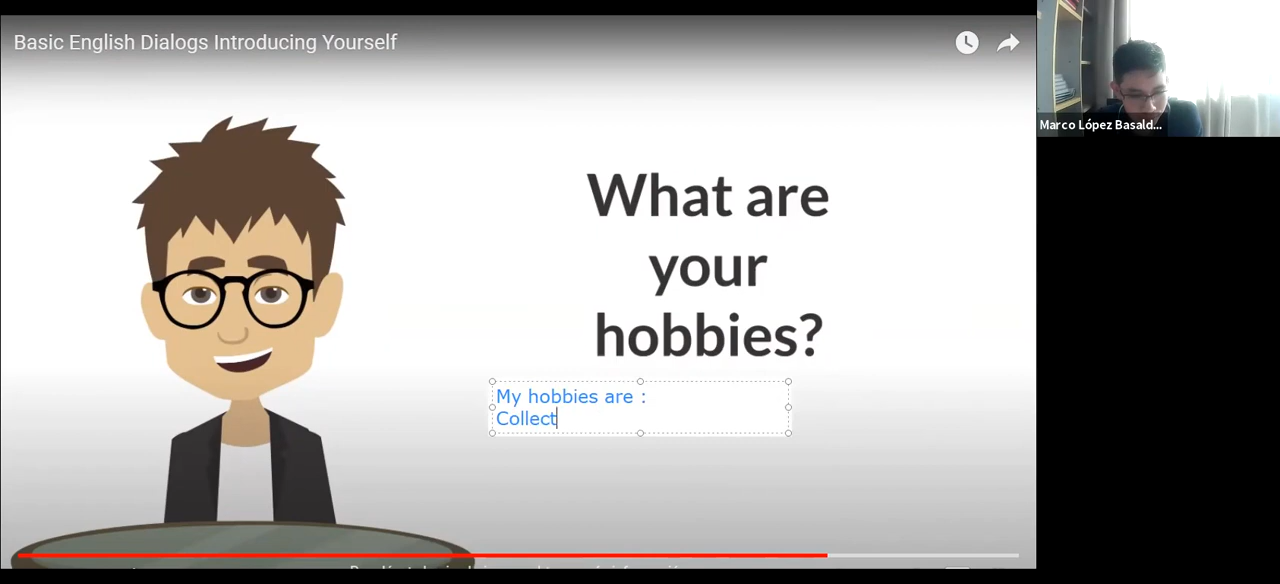 Basic English Dialogs Introducing Yourself
Marco López Basald...
What are
your
hobbies?
My hobbies are :
Collect